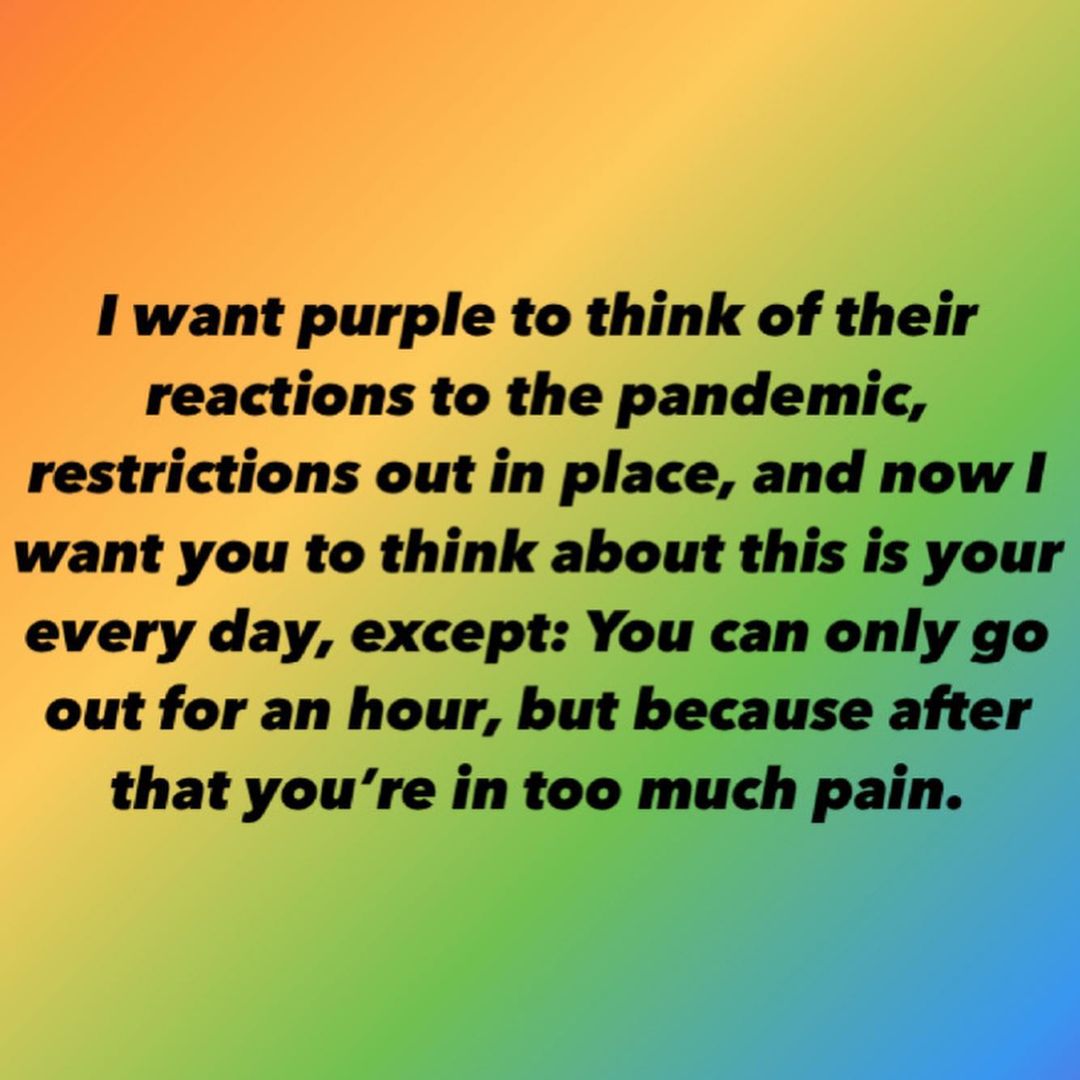 I want purple to think of their
reactions to the pandemic,
restrictions out in place, and now I
want you to think about this is your
every day, except: You can only go
out for an hour, but because after
that you’re in too much pain.